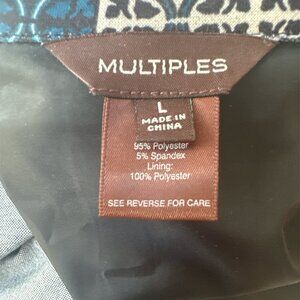 MULTIPLES
L
MADE IN
CHINA
95% Polyester
5% Spandex
Lining:
100% Polyester
SEE REVERSE FOR CARE